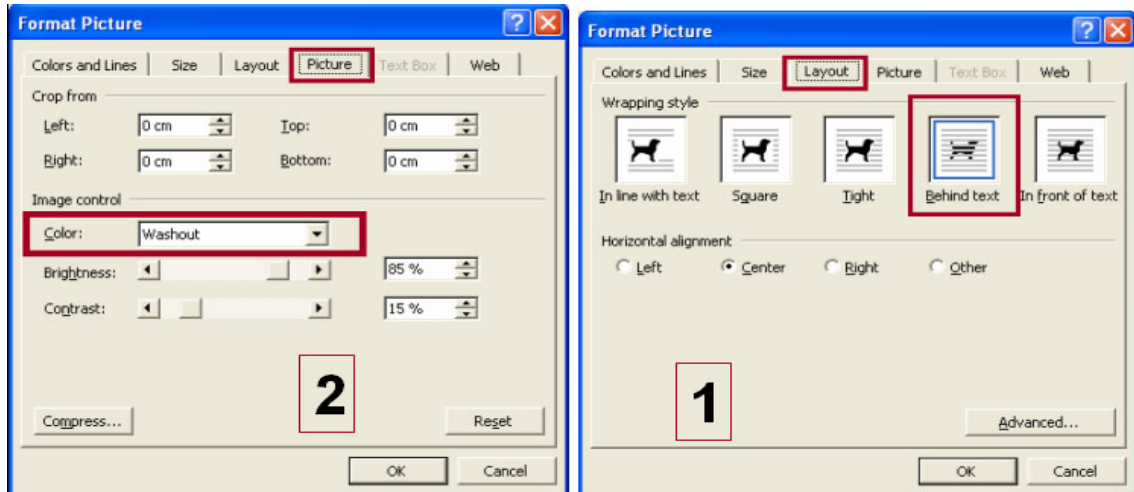 Format Picture
Colors and Lines Size Layout Picture Text Box Web
Crop from
Left: 0 cm Top: 0 cm
Right: 0 cm Bottom: 0 cm
Image control
Color: Washout
Brightness: 85 %
Contrast: 15 %
2
Compress... Reset
OK Cancel
Format Picture
Colors and Lines Size Layout Picture Text Box Web
Wrapping style
In line with text Square Tight Behind text In front of text
Horizontal alignment
Left Center Right Other
1
Advanced...
OK Cancel